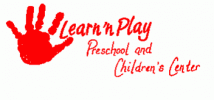 Learn 'n Play
Preschool and
Children's Center